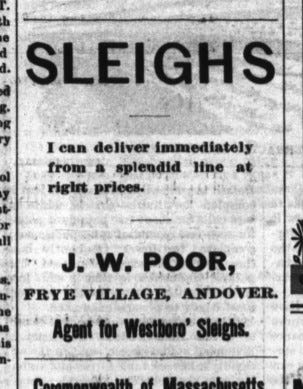 SLEIGHS
I can deliver immediately
from a splendid line at
right prices.
J. W. POOR,
FRYE VILLAGE, ANDOVER.
Agent for Westboro' Sleighs.
Commonwealth of Massachusetts